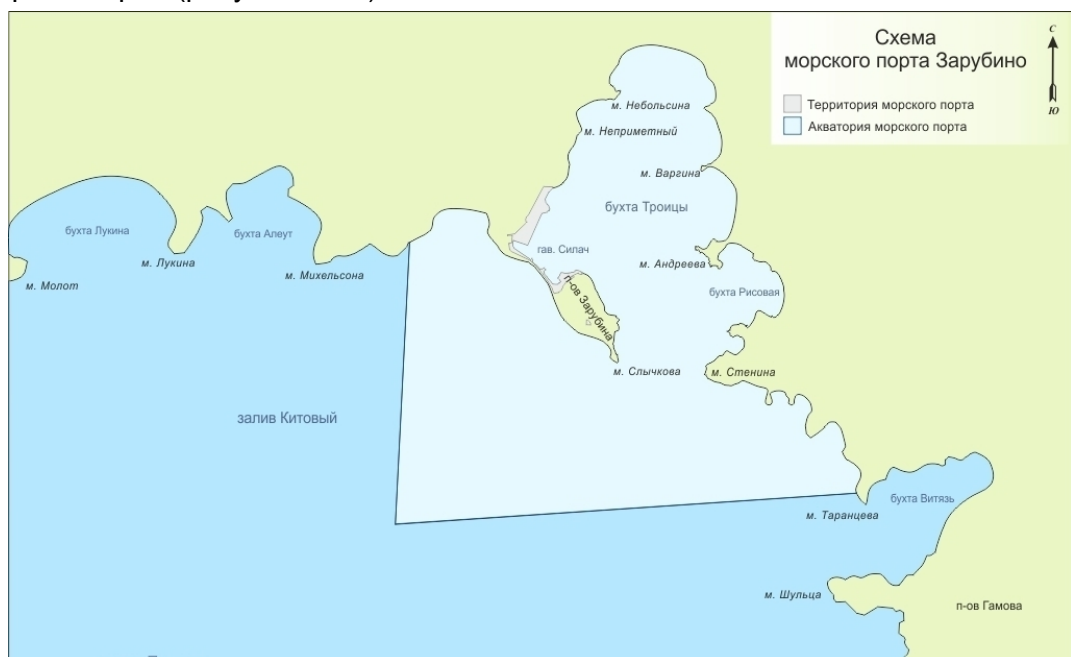 Схема
морского порта Зарубино
С
Ю
Территория морского порта
Акватория морского порта
м. Небольсина
м. Неприметный
м. Варгина
бухта Троицы
бухта Лукина
бухта Алеут
гав. Силач
м. Лукина
м. Михельсона
м. Андреева
м. Молот
бухта Рисовая
п-ов Зарубина
м. Слычкова
м. Стенина
залив Китовый
бухта Витязь
м. Таранцева
м. Шульца
п-ов Гамова